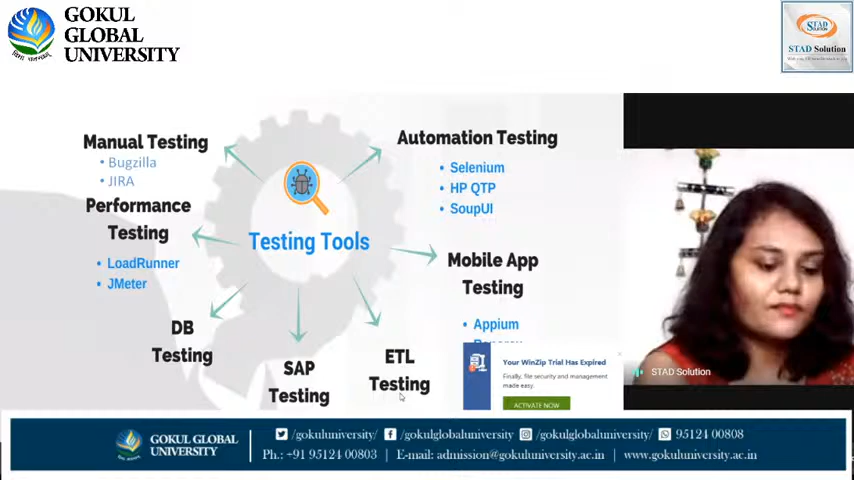 GOKUL
GLOBAL
UNIVERSITY
STAD
SOLUTION
STAD Solution
Manual Testing
• Bugzilla
• JIRA
Performance
Testing
• LoadRunner
• JMeter
DB
Testing
SAP
Testing
ETL
Testing
Testing Tools
Automation Testing
• Selenium
• HP QTP
• SoupUI
Mobile App
Testing
• Appium
Your WinZip Trial Has Expired
Finally, file security and management
made easy.
ACTIVATE NOW
STAD Solution
GOKUL GLOBAL
UNIVERSITY
/gokuluniversity/ /gokulglobaluniversity /gokulglobaluniversity/ 95124 00808
Ph.: +91 95124 00803 | E-mail: admission@gokuluniversity.ac.in | www.gokuluniversity.ac.in